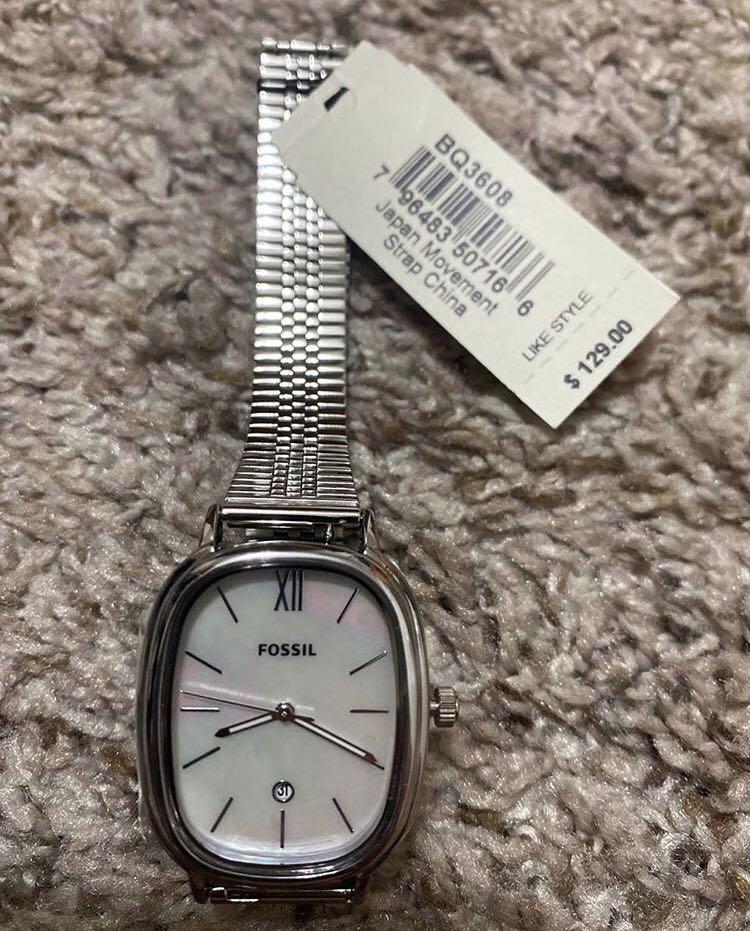 BQ3608
7 96483 50716 6
Japan Movement
Strap China
LIKE STYLE
$ 129.00
XII
FOSSIL
31